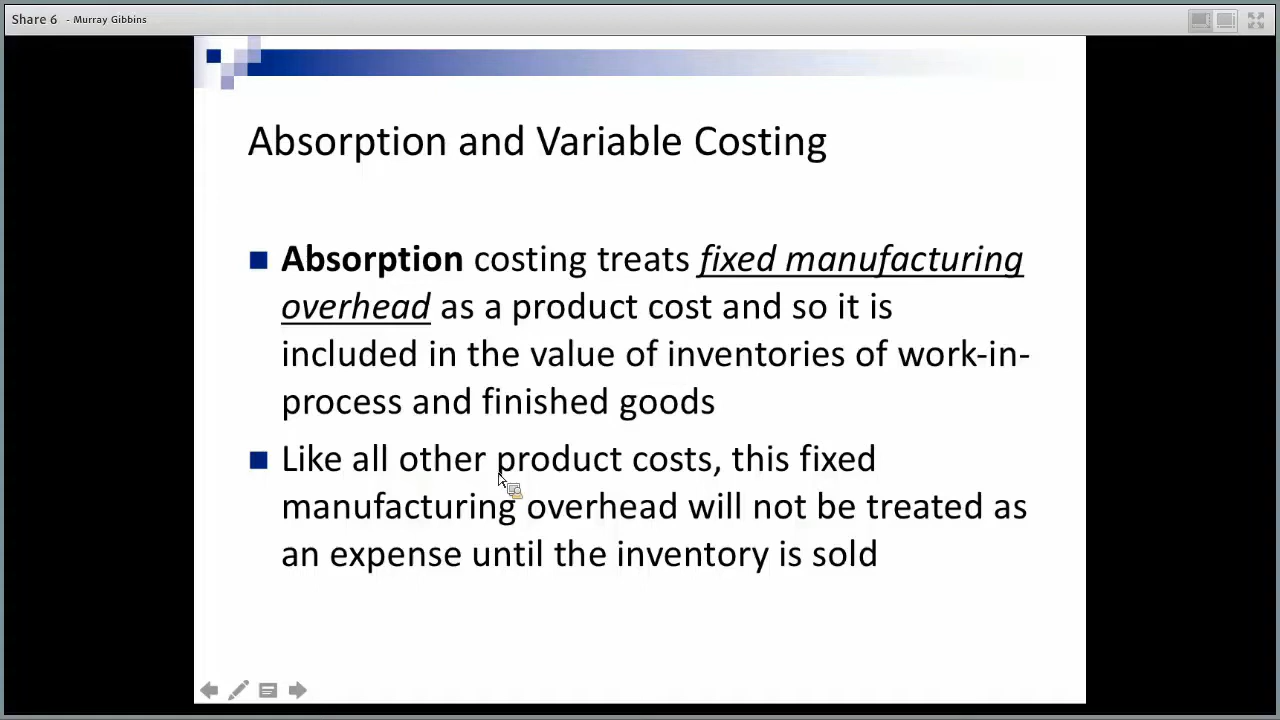 Share 6 - Murray Gibbins
Absorption and Variable Costing
Absorption costing treats fixed manufacturing
overhead as a product cost and so it is
included in the value of inventories of work-in-
process and finished goods
Like all other product costs, this fixed
manufacturing overhead will not be treated as
an expense until the inventory is sold